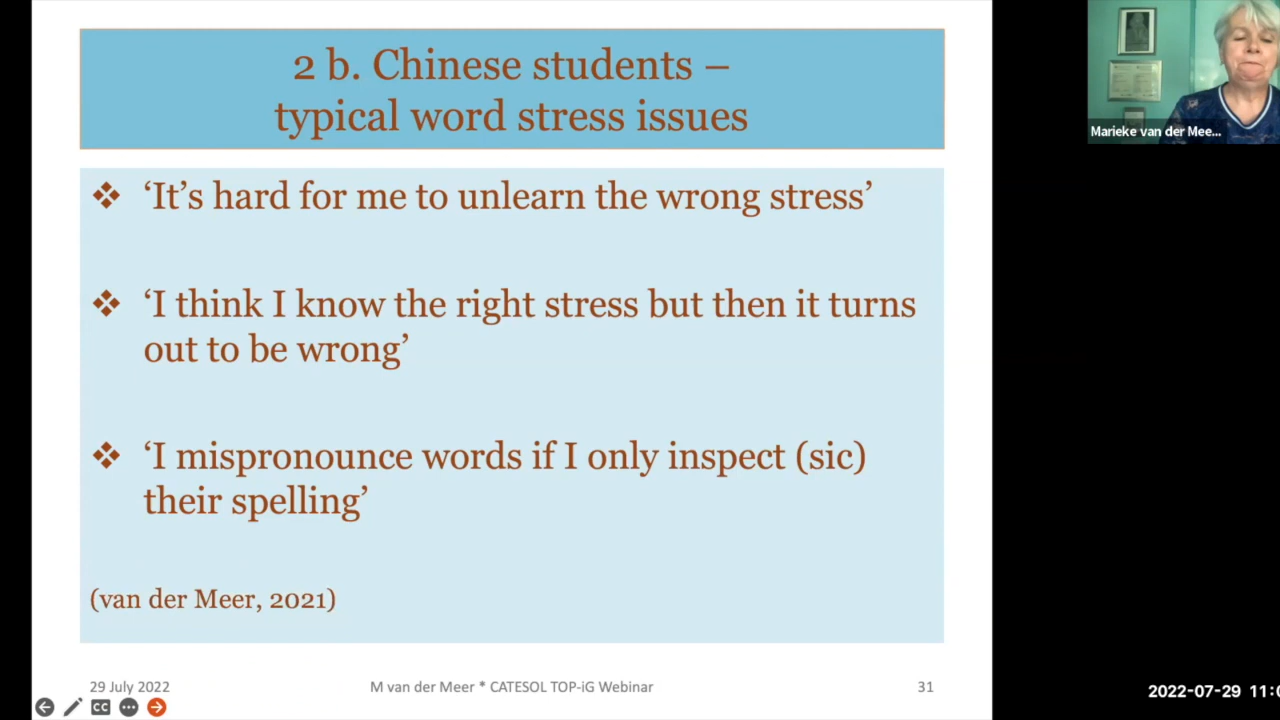 2 b. Chinese students –
typical word stress issues
‘It’s hard for me to unlearn the wrong stress’
‘I think I know the right stress but then it turns
out to be wrong’
‘I mispronounce words if I only inspect (sic)
their spelling’
(van der Meer, 2021)
29 July 2022
M van der Meer * CATESOL TOP-iG Webinar
31
CC
Marieke van der Mee...
2022-07-29 11:0